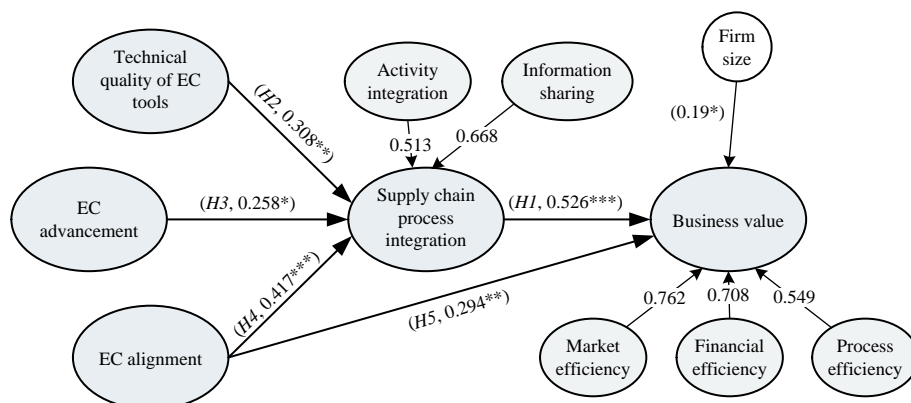 Technical
quality of EC
tools
Activity
integration
Information
sharing
Firm
size
(H2, 0.308**)
0.513
0.668
(0.19*)
EC
advancement
(H3, 0.258*)
Supply chain
process
integration
(H1, 0.526***)
Business value
(H4, 0.417***)
(H5, 0.294**)
0.762
0.708
0.549
EC alignment
Market
efficiency
Financial
efficiency
Process
efficiency